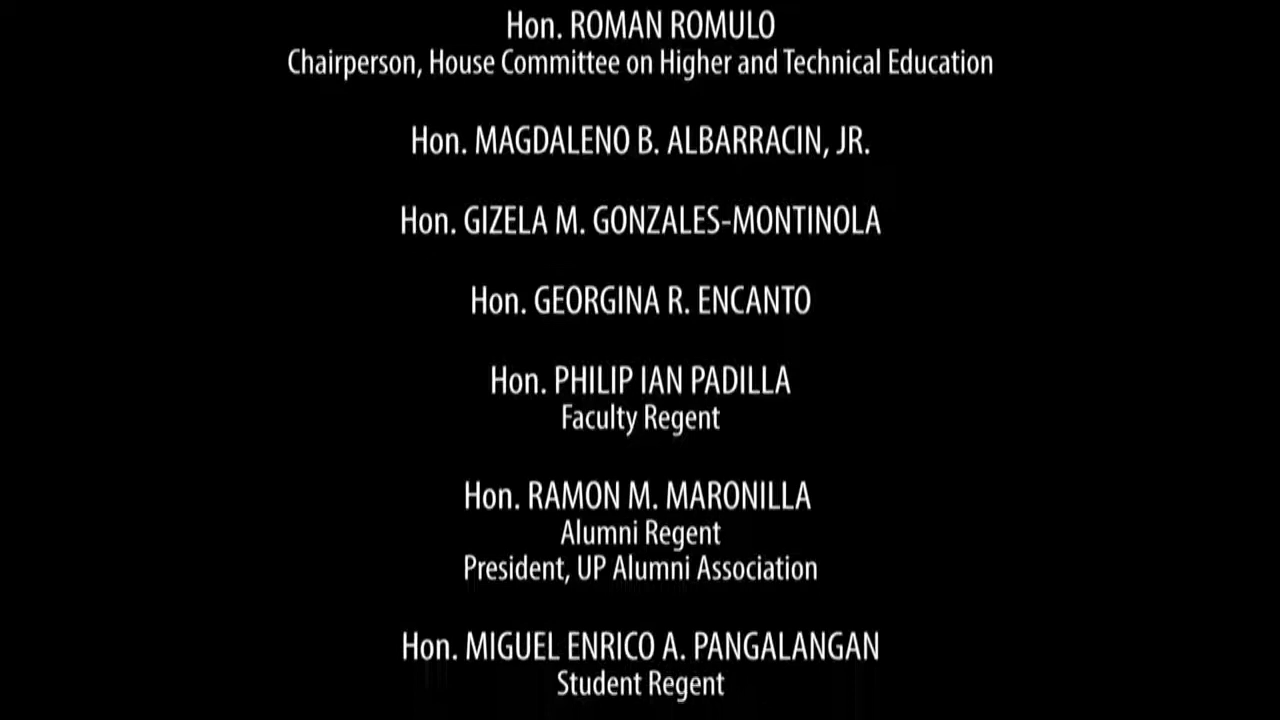 Hon. ROMAN ROMULO
Chairperson, House Committee on Higher and Technical Education
Hon. MAGDALENO B. ALBARRACIN, JR.
Hon. GIZELA M. GONZALES-MONTINOLA
Hon. GEORGINA R. ENCANTO
Hon. PHILIP IAN PADILLA
Faculty Regent
Hon. RAMON M. MARONILLA
Alumni Regent
President, UP Alumni Association
Hon. MIGUEL ENRICO A. PANGALANGAN
Student Regent